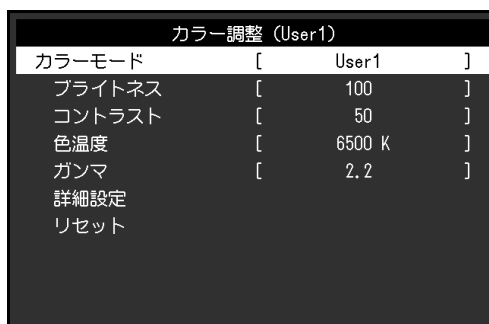 カラー調整（User1）
カラーモード [ User1 ]
ブライトネス [ 100 ]
コントラスト [ 50 ]
色温度 [ 6500 K ]
ガンマ [ 2.2 ]
詳細設定
リセット